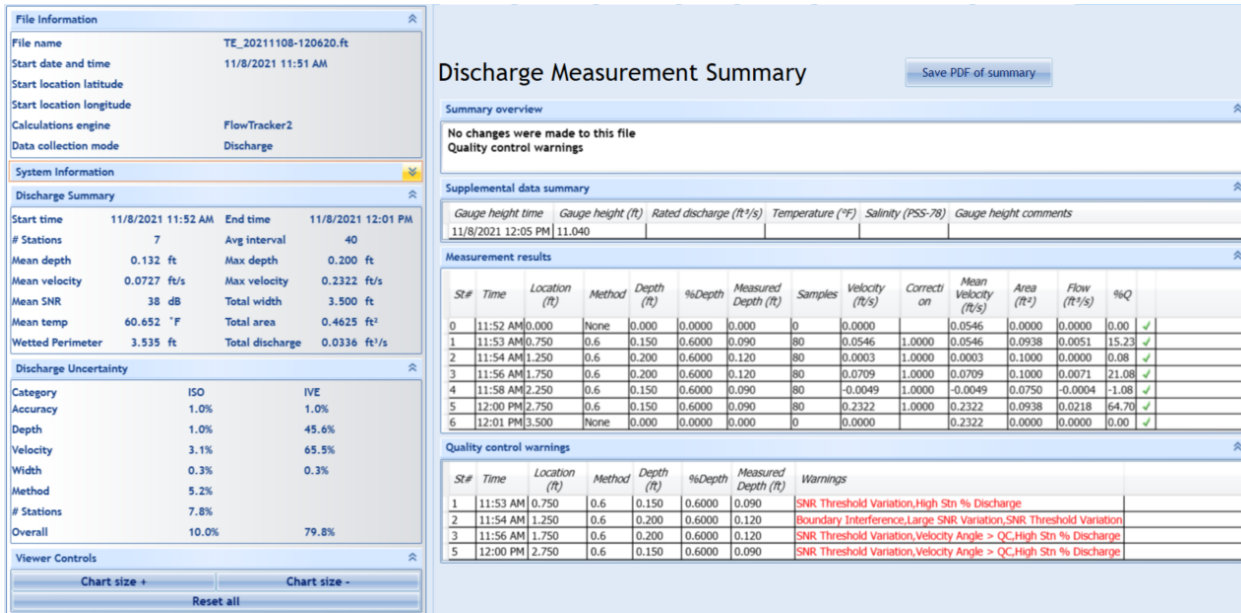 File Information
File name TE_20211108-120620.ft
Start date and time 11/8/2021 11:51 AM
Start location latitude
Start location longitude
Calculations engine FlowTracker2
Data collection mode Discharge
System Information
Discharge Summary
Start time 11/8/2021 11:52 AM End time 11/8/2021 12:01 PM
# Stations 7 Avg interval 40
Mean depth 0.132 ft Max depth 0.200 ft
Mean velocity 0.0727 ft/s Max velocity 0.2322 ft/s
Mean SNR 38 dB Total width 3.500 ft
Mean temp 60.652 °F Total area 0.4625 ft²
Wetted Perimeter 3.535 ft Total discharge 0.0336 ft³/s
Discharge Uncertainty
Category ISO IVE
Accuracy 1.0% 1.0%
Depth 1.0% 45.6%
Velocity 3.1% 65.5%
Width 0.3% 0.3%
Method 5.2%
# Stations 7.8%
Overall 10.0% 79.8%
Viewer Controls
Chart size + Chart size -
Reset all
Discharge Measurement Summary
Save PDF of summary
Summary overview
No changes were made to this file
Quality control warnings
Supplemental data summary
Gauge height time Gauge height (ft) Rated discharge (ft³/s) Temperature (°F) Salinity (PSS-78) Gauge height comments
11/8/2021 12:05 PM 11.040
Measurement results
St# Time Location (ft) Method Depth (ft) %Depth Measured Depth (ft) Samples Velocity (ft/s) Correcti on Mean Velocity (ft/s) Area (ft²) Flow (ft³/s) %Q
0 11:52 AM 0.000 None 0.000 0.0000 0.000 0 0.0000 0.0546 0.0000 0.0000 0.00
1 11:53 AM 0.750 0.6 0.150 0.6000 0.090 80 0.0546 1.0000 0.0546 0.0938 0.0051 15.23
2 11:54 AM 1.250 0.6 0.200 0.6000 0.120 80 0.0003 1.0000 0.0003 0.1000 0.0000 0.08
3 11:56 AM 1.750 0.6 0.200 0.6000 0.120 80 0.0709 1.0000 0.0709 0.1000 0.0071 21.08
4 11:58 AM 2.250 0.6 0.150 0.6000 0.090 80 -0.0049 1.0000 -0.0049 0.0750 -0.0004 -1.08
5 12:00 PM 2.750 0.6 0.150 0.6000 0.090 80 0.2322 1.0000 0.2322 0.0938 0.0218 64.70
6 12:01 PM 3.500 None 0.000 0.0000 0.000 0 0.0000 0.2322 0.0000 0.0000 0.00
Quality control warnings
St# Time Location (ft) Method Depth (ft) %Depth Measured Depth (ft) Warnings
1 11:53 AM 0.750 0.6 0.150 0.6000 0.090 SNR Threshold Variation,High Stn % Discharge
2 11:54 AM 1.250 0.6 0.200 0.6000 0.120 Boundary Interference,Large SNR Variation,SNR Threshold Variation
3 11:56 AM 1.750 0.6 0.200 0.6000 0.120 SNR Threshold Variation,Velocity Angle > QC,High Stn % Discharge
5 12:00 PM 2.750 0.6 0.150 0.6000 0.090 SNR Threshold Variation,Velocity Angle > QC,High Stn % Discharge